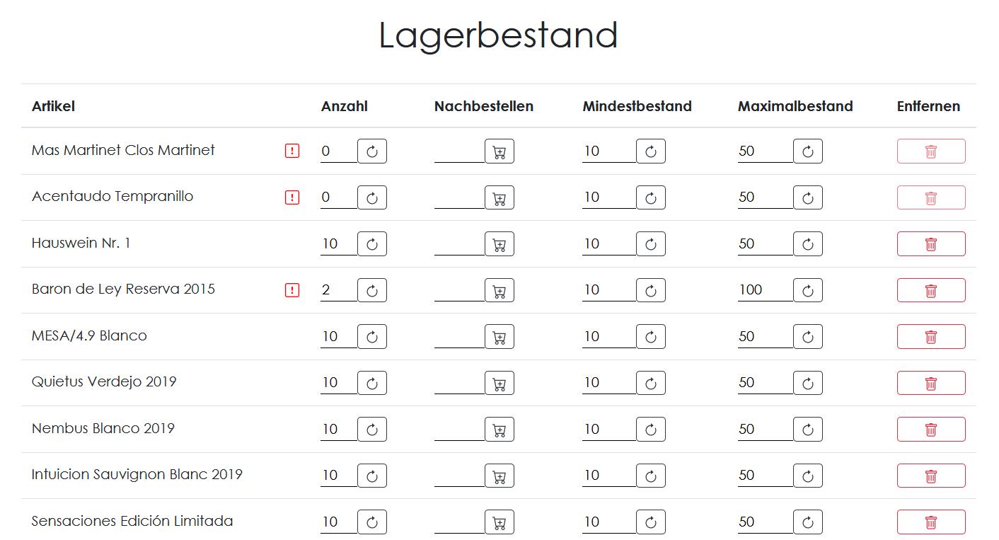 Lagerbestand
Artikel Anzahl Nachbestellen Mindestbestand Maximalbestand Entfernen
Mas Martinet Clos Martinet ! 0 10 50
Acentaudo Tempranillo ! 0 10 50
Hauswein Nr. 1 10 10 50
Baron de Ley Reserva 2015 ! 2 10 100
MESA/4.9 Blanco 10 10 50
Quietus Verdejo 2019 10 10 50
Nembus Blanco 2019 10 10 50
Intuicion Sauvignon Blanc 2019 10 10 50
Sensaciones Edición Limitada 10 10 50